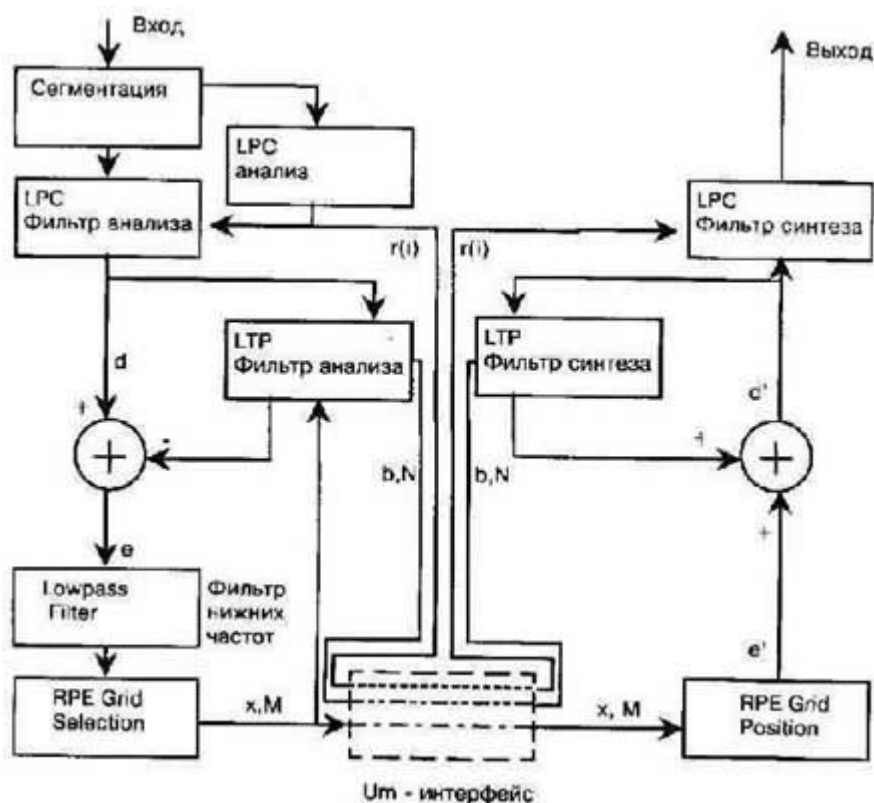 Вход
Сегментация
LPC
анализ
LPC
Фильтр анализа
Выход
LPC
Фильтр синтеза
r(i)
r(i)
LTP
Фильтр анализа
LTP
Фильтр синтеза
d
+
-
+
b,N
b,N
+
d'
+
+
e
Lowpass
Filter
Фильтр
нижних
частот
e'
RPE Grid
Selection
x,M
x, M
RPE Grid
Position
Um - интерфейс